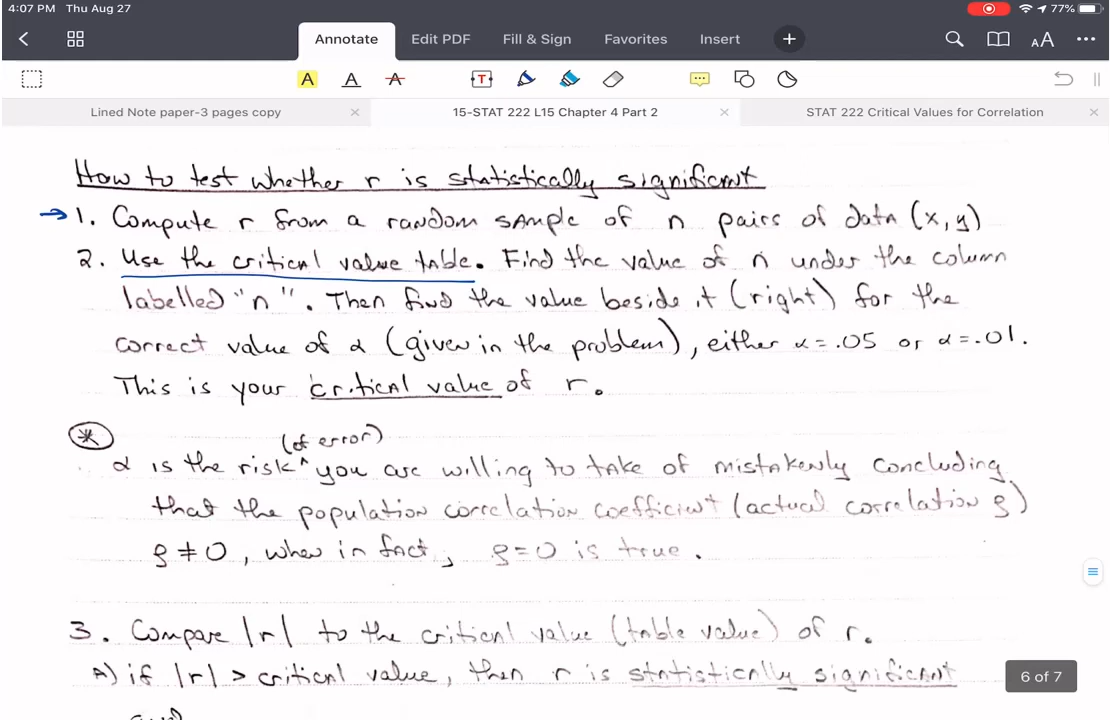 4:07 PM Thu Aug 27
77%
Annotate Edit PDF Fill & Sign Favorites Insert
AA
A A A T
Lined Note paper-3 pages copy
15-STAT 222 L15 Chapter 4 Part 2
STAT 222 Critical Values for Correlation
How to test whether r is statistically significant
→ 1. Compute r from a random sample of n pairs of data (x, y)
2. Use the critical value table. Find the value of n under the column
labelled "n". Then find the value beside it (right) for the
correct value of α (given in the problem), either α = .05 or α = .01.
This is your critical value of r.
* (of error)
α is the risk ^ you are willing to take of mistakenly concluding
that the population correlation coefficient (actual correlation ρ)
ρ ≠ 0, when in fact, ρ = 0 is true.
3. Compare |r| to the critical value (table value) of r.
A) if |r| > critical value, then r is statistically significant
and
6 of 7